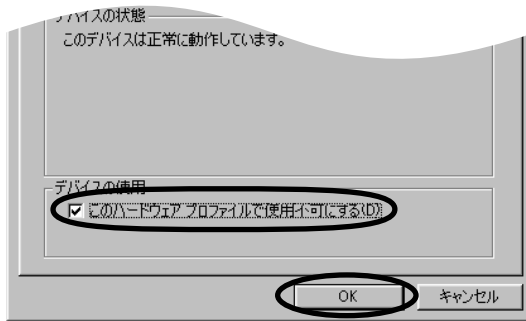 デバイスの状態
このデバイスは正常に動作しています。
デバイスの使用
このハードウェア プロファイルで使用不可にする(D)
OK
キャンセル